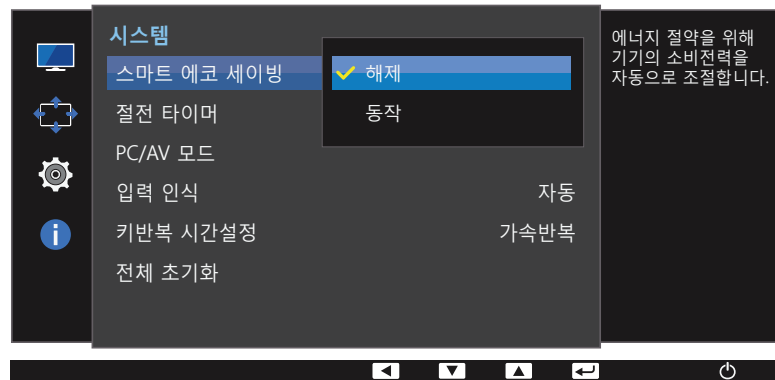 시스템
스마트 에코 세이빙
해제
동작
절전 타이머
PC/AV 모드
입력 인식 자동
키반복 시간설정 가속반복
전체 초기화
에너지 절약을 위해
기기의 소비전력을
자동으로 조절합니다.